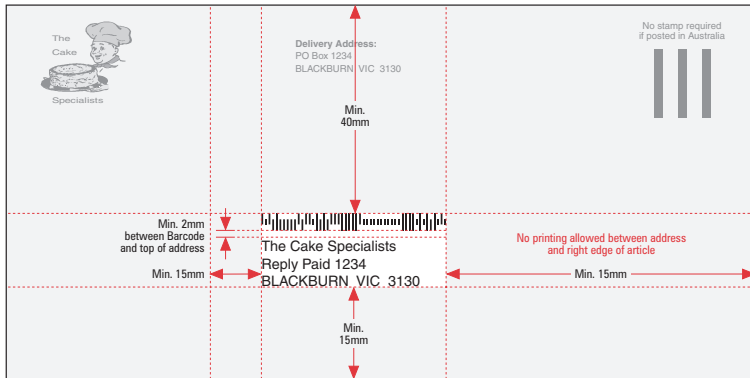 The
Cake
Specialists
Delivery Address:
PO Box 1234
BLACKBURN VIC 3130
No stamp required
if posted in Australia
Min.
40mm
Min. 2mm
between Barcode
and top of address
The Cake Specialists
Reply Paid 1234
BLACKBURN VIC 3130
No printing allowed between address
and right edge of article
Min. 15mm
Min. 15mm
Min.
15mm